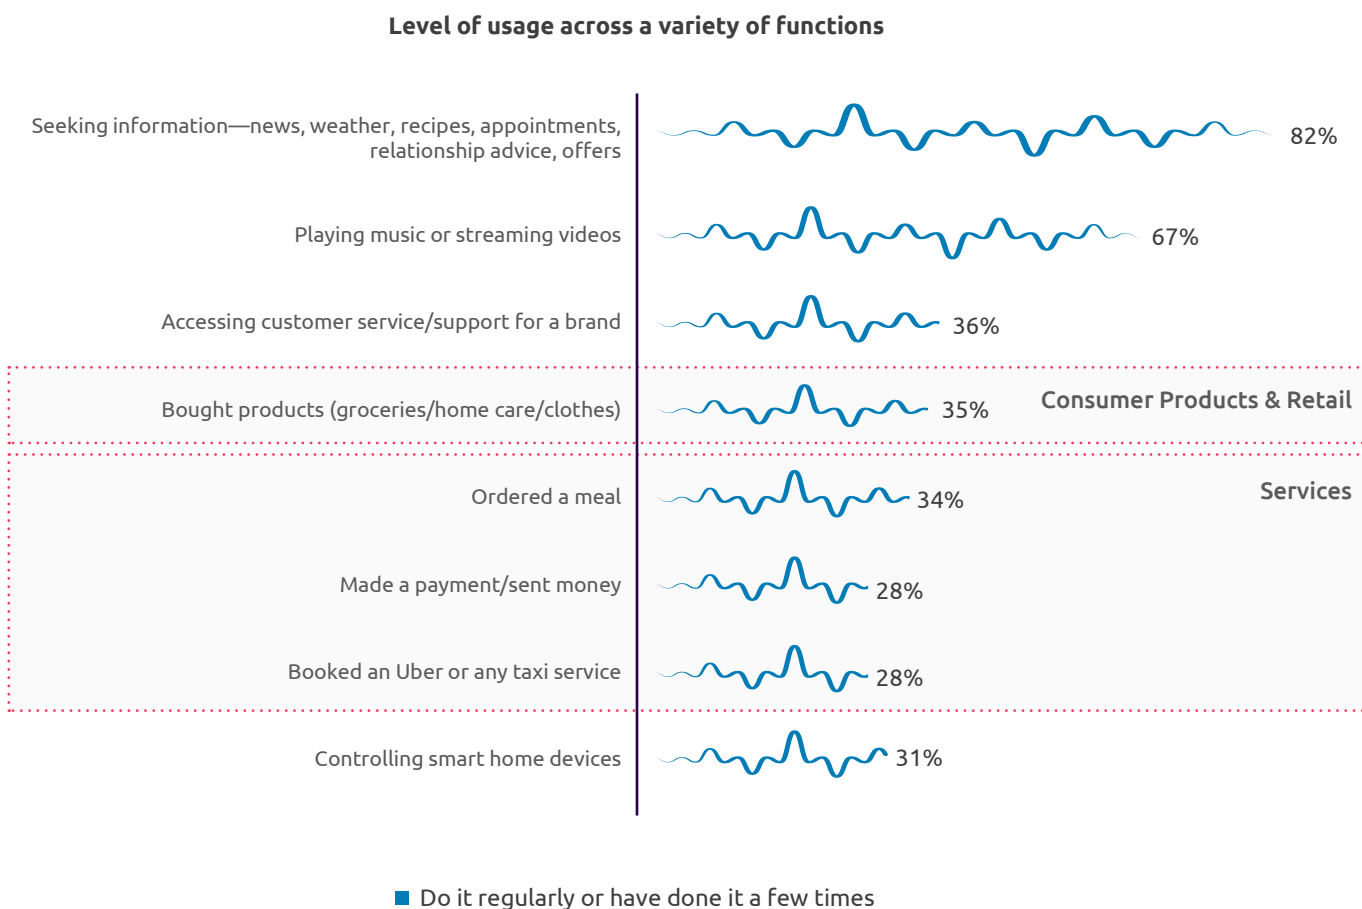 Level of usage across a variety of functions
Seeking information—news, weather, recipes, appointments,
relationship advice, offers
82%
Playing music or streaming videos
67%
Accessing customer service/support for a brand
36%
Bought products (groceries/home care/clothes)
35%
Consumer Products & Retail
Ordered a meal
34%
Services
Made a payment/sent money
28%
Booked an Uber or any taxi service
28%
Controlling smart home devices
31%
Do it regularly or have done it a few times